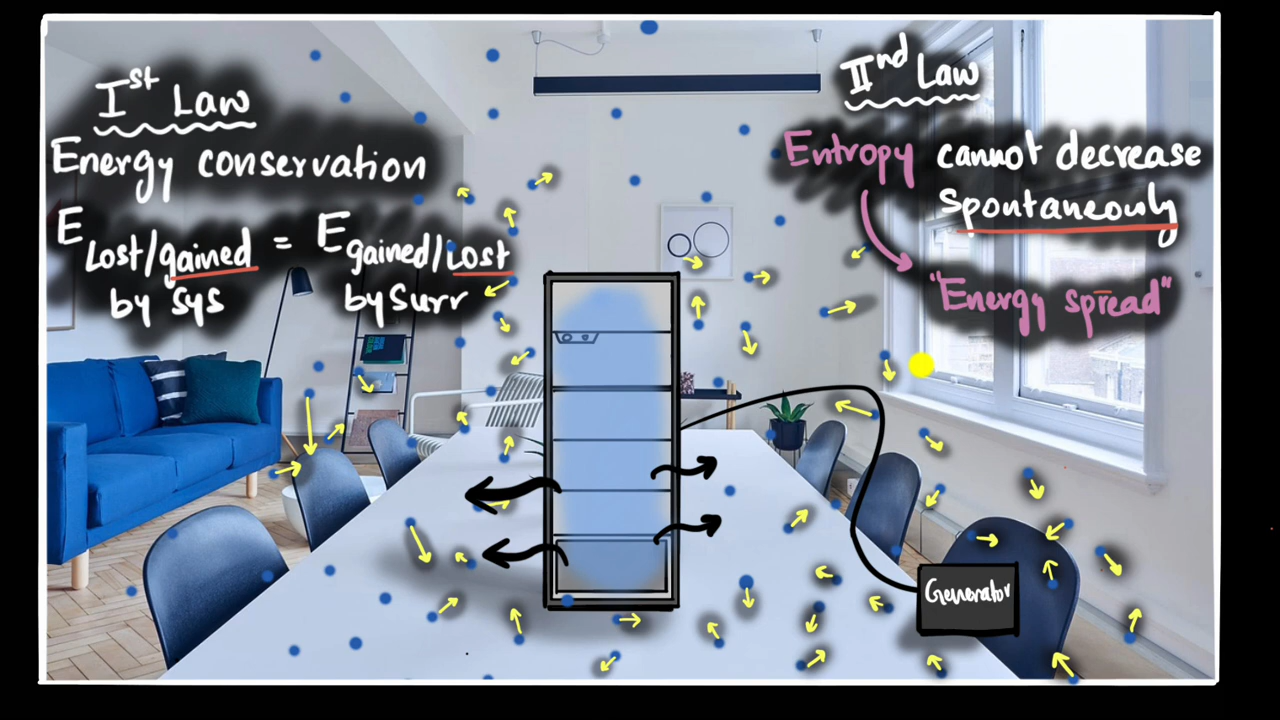 Ist Law
Energy conservation
E Lost/gained by sys = E gained/Lost by Surr
IInd Law
Entropy cannot decrease
spontaneously
"Energy spread"
Generator